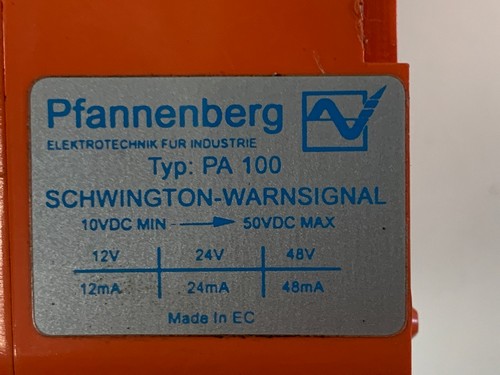 Pfannenberg
ELEKTROTECHNIK FUR INDUSTRIE
Typ: PA 100
SCHWINGTON-WARNSIGNAL
10VDC MIN → 50VDC MAX
12V 24V 48V
12mA 24mA 48mA
Made In EC